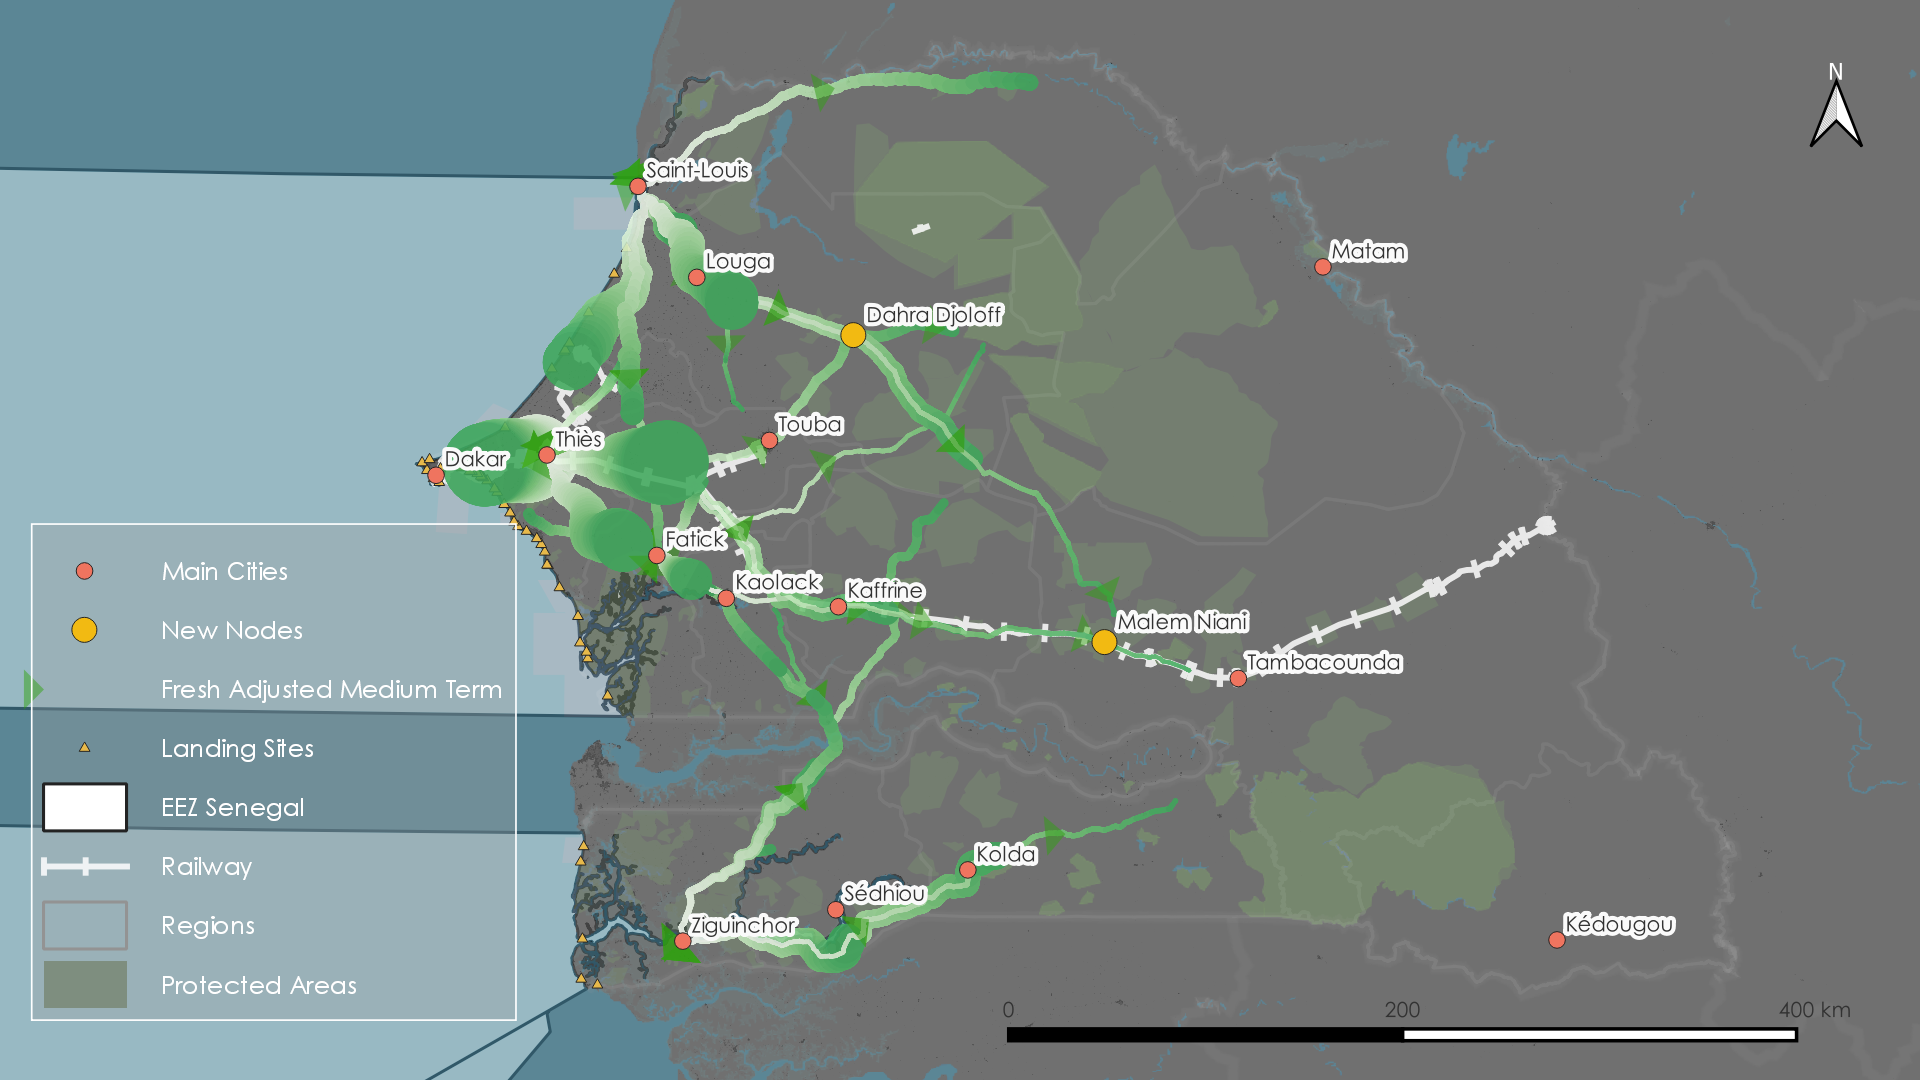 N
Saint-Louis
Matam
Louga
Dahra Djoloff
Touba
Thiès
Dakar
Fatick
Kaolack
Kaffrine
Malem Niani
Tambacounda
Kolda
Sédhiou
Ziguinchor
Kédougou
Main Cities
New Nodes
Fresh Adjusted Medium Term
Landing Sites
EEZ Senegal
Railway
Regions
Protected Areas
0 200 400 km